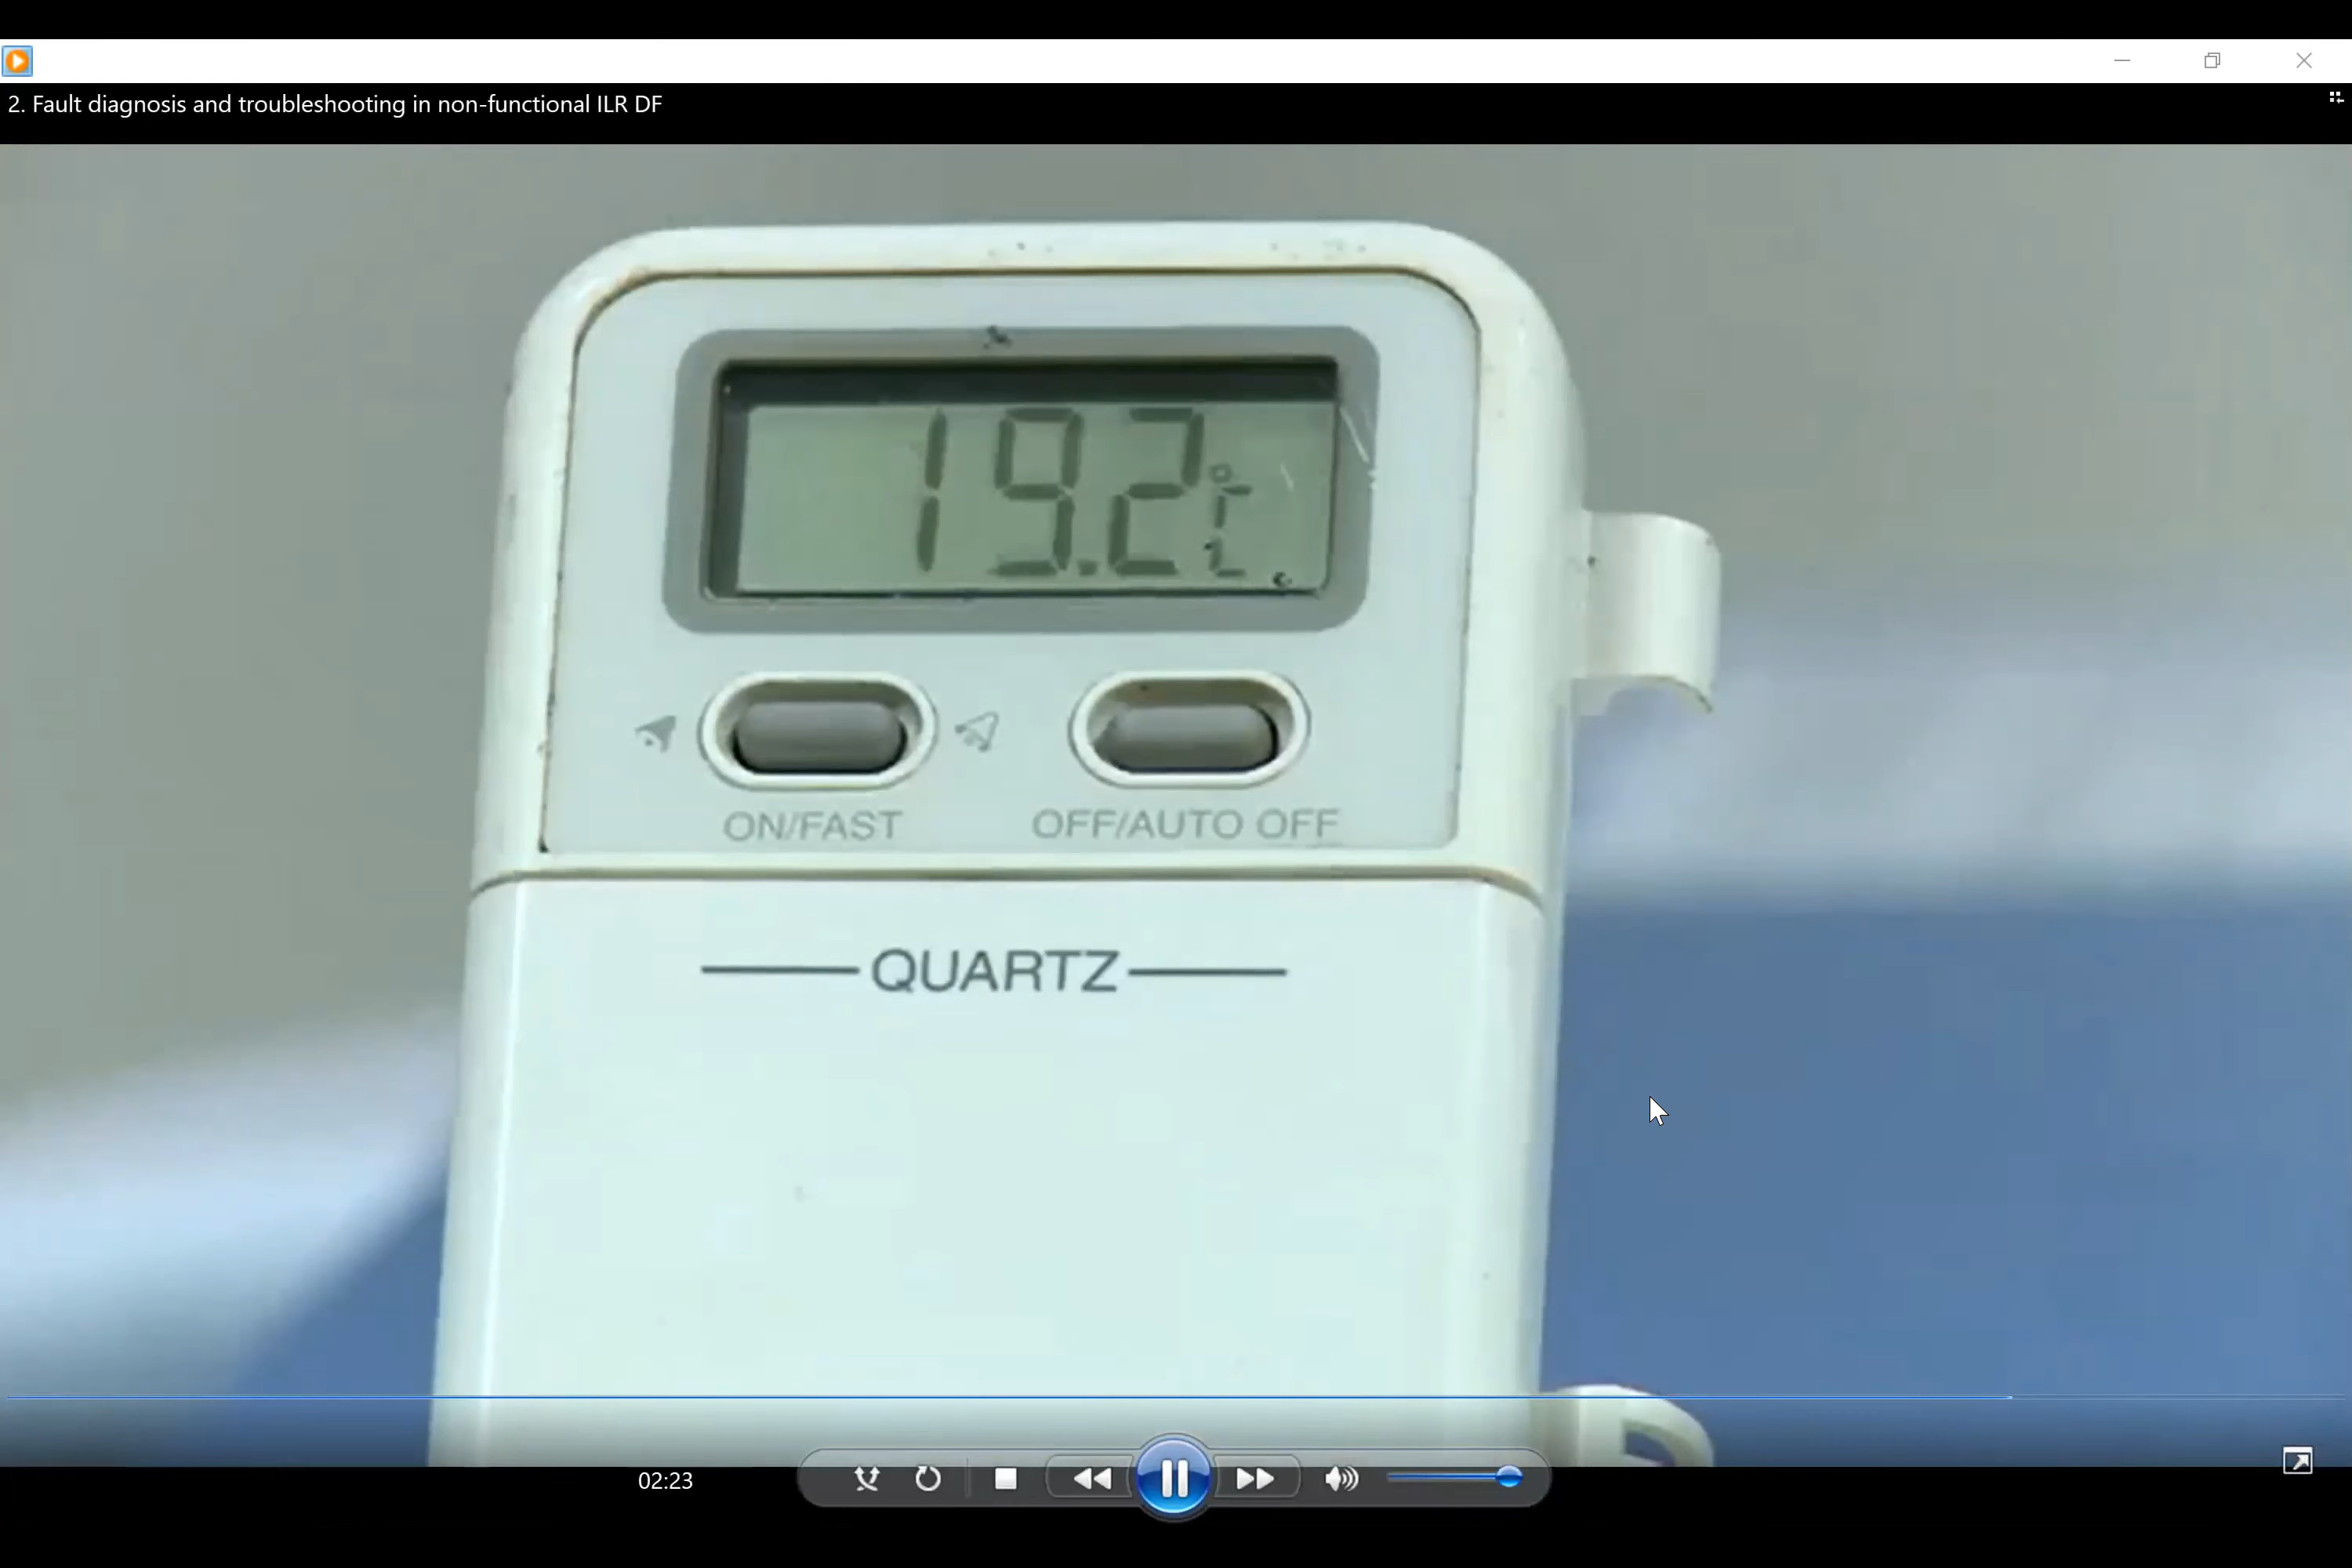 2. Fault diagnosis and troubleshooting in non-functional ILR DF
19.2°C
ON/FAST OFF/AUTO OFF
QUARTZ
02:23